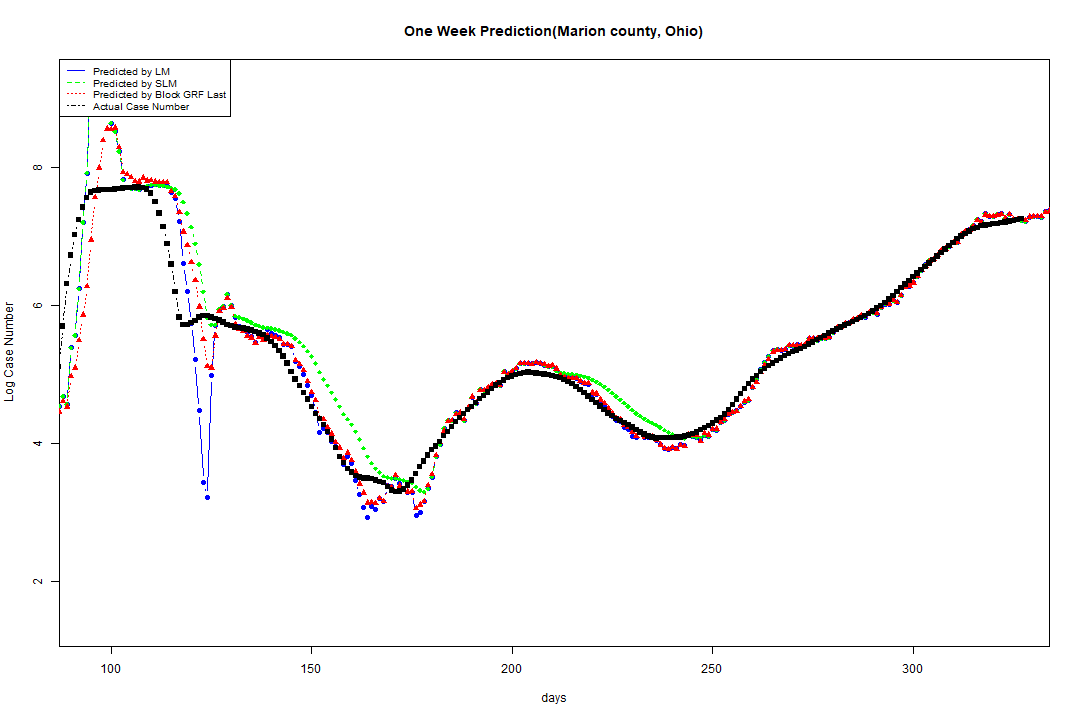 One Week Prediction(Marion county, Ohio)
Predicted by LM
Predicted by SLM
Predicted by Block GRF Last
Actual Case Number
Log Case Number
8
6
4
2
100 150 200 250 300
days